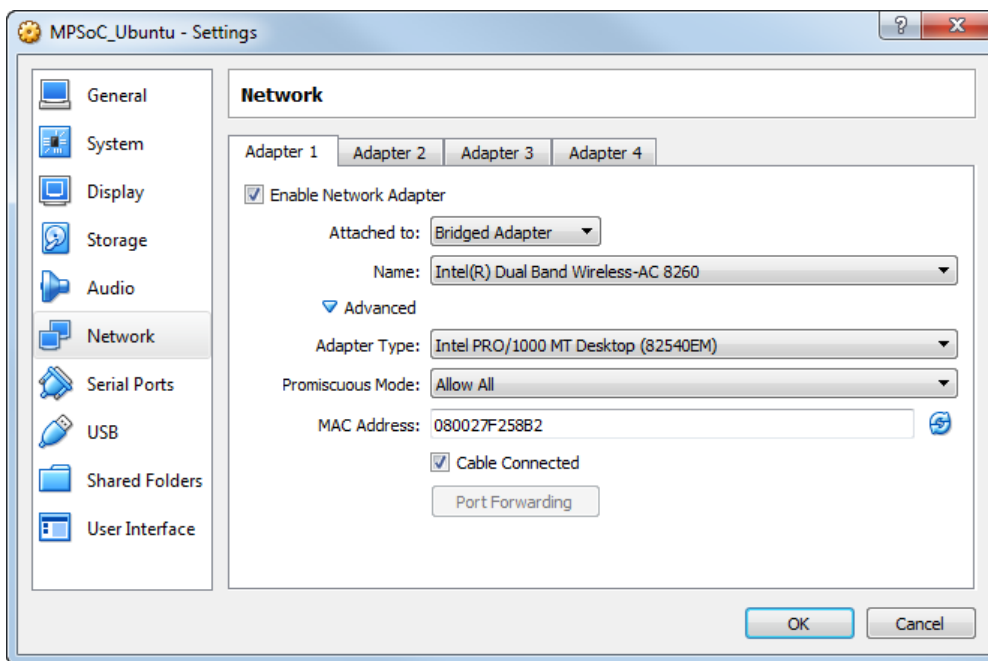 MPSoC_Ubuntu - Settings
?
General
System
Display
Storage
Audio
Network
Serial Ports
USB
Shared Folders
User Interface
Network
Adapter 1 Adapter 2 Adapter 3 Adapter 4
Enable Network Adapter
Attached to: Bridged Adapter
Name: Intel(R) Dual Band Wireless-AC 8260
Advanced
Adapter Type: Intel PRO/1000 MT Desktop (82540EM)
Promiscuous Mode: Allow All
MAC Address: 080027F258B2
Cable Connected
Port Forwarding
OK Cancel